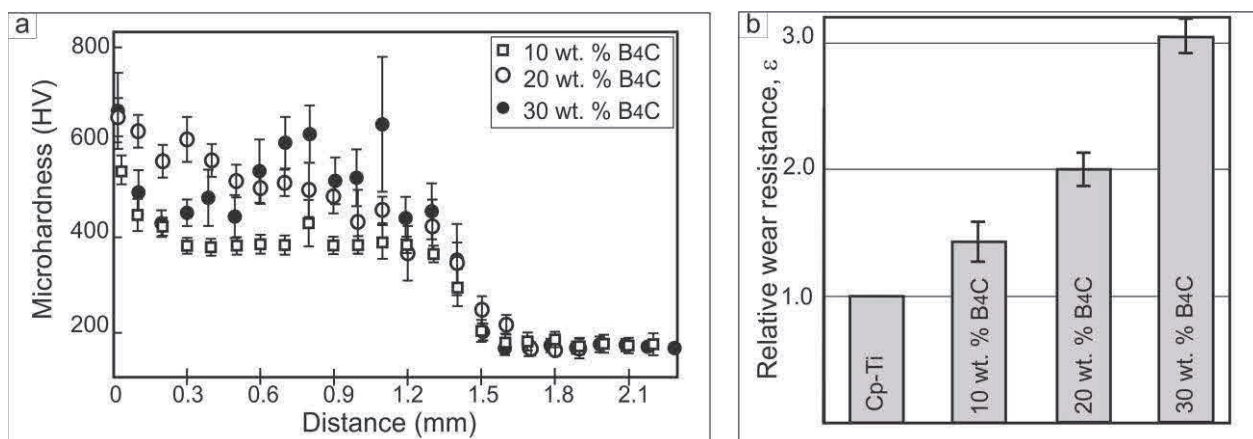 a
800
600
400
200
Microhardness (HV)
10 wt. % B4C
20 wt. % B4C
30 wt. % B4C
0 0.3 0.6 0.9 1.2 1.5 1.8 2.1
Distance (mm)
b
3.0
2.0
1.0
Relative wear resistance, ε
Cp-Ti
10 wt. % B4C
20 wt. % B4C
30 wt. % B4C